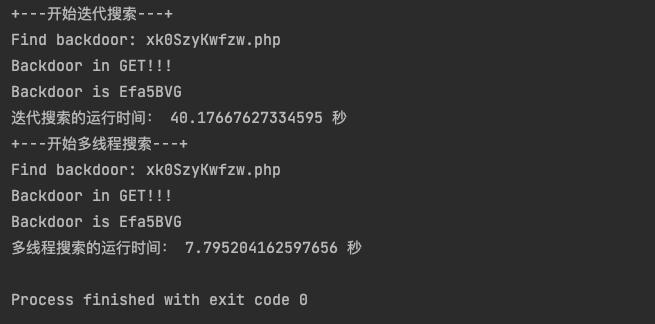 +---开始迭代搜索---+
Find backdoor: xk0SzyKwfzw.php
Backdoor in GET!!!
Backdoor is Efa5BVG
迭代搜索的运行时间： 40.17667627334595 秒
+---开始多线程搜索---+
Find backdoor: xk0SzyKwfzw.php
Backdoor in GET!!!
Backdoor is Efa5BVG
多线程搜索的运行时间： 7.795204162597656 秒
Process finished with exit code 0